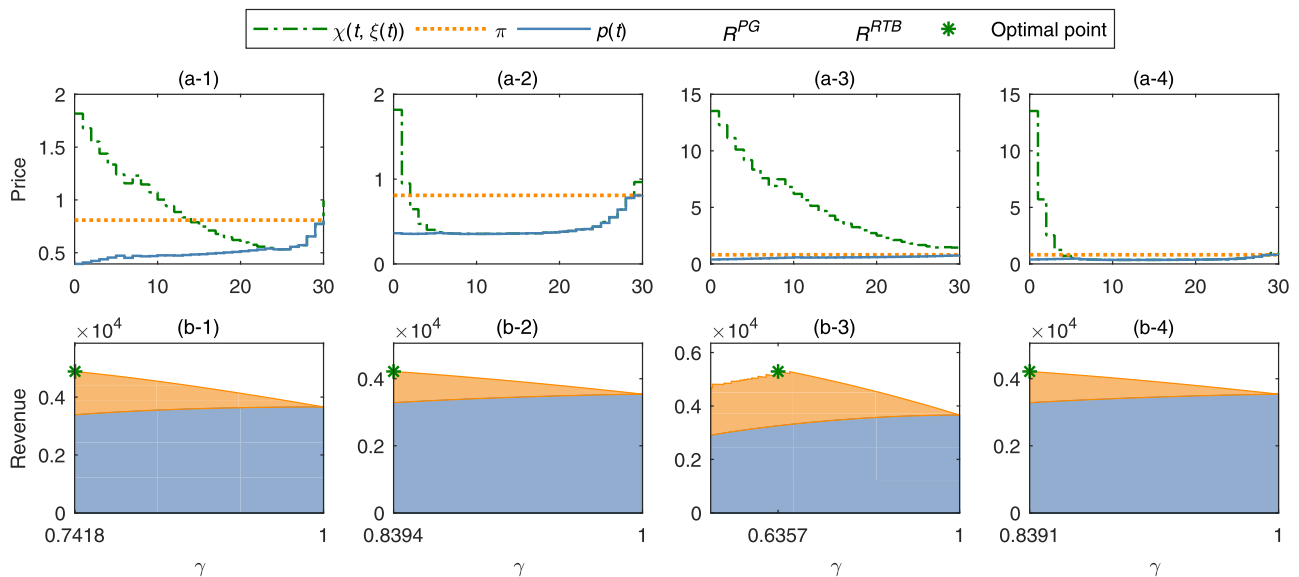 χ(t, ξ(t)) π p(t) R^PG R^RTB Optimal point
(a-1) (a-2) (a-3) (a-4)
Price
2 1.5 1 0.5
0 10 20 30
2 1 0
0 10 20 30
15 10 5 0
0 10 20 30
15 10 5 0
0 10 20 30
×10^4 (b-1) ×10^4 (b-2) ×10^4 (b-3) ×10^4 (b-4)
Revenue
0.4 0.2 0
0.7418 1
0.4 0.2 0
0.8394 1
0.6 0.4 0.2 0
0.6357 1
0.4 0.2 0
0.8391 1
γ γ γ γ